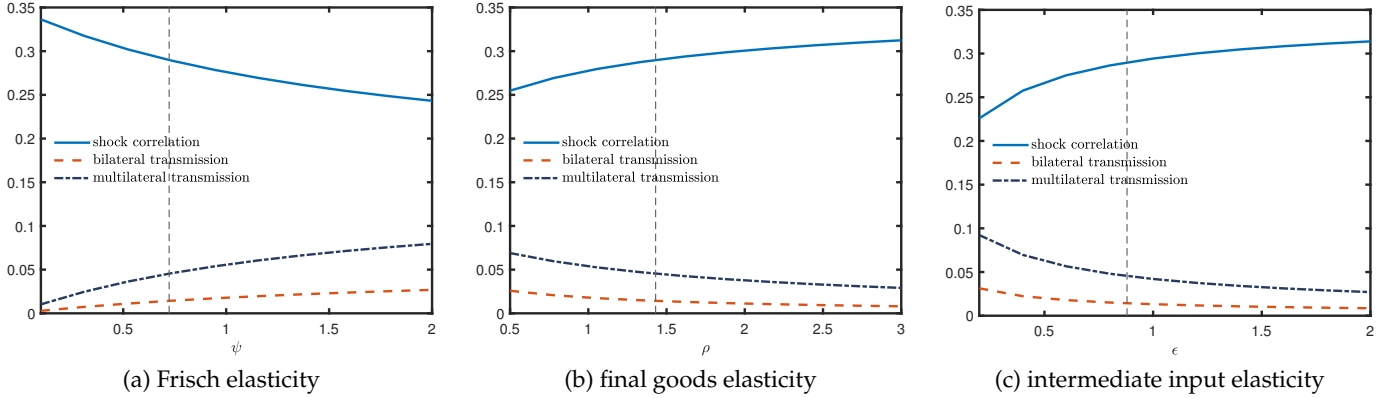 0.35
0.3
0.25
0.2
0.15
0.1
0.05
0
shock correlation
bilateral transmission
multilateral transmission
0.5
1
1.5
2
ψ
(a) Frisch elasticity
0.35
0.3
0.25
0.2
0.15
0.1
0.05
0
shock correlation
bilateral transmission
multilateral transmission
0.5
1
1.5
2
2.5
3
ρ
(b) final goods elasticity
0.35
0.3
0.25
0.2
0.15
0.1
0.05
0
shock correlation
bilateral transmission
multilateral transmission
0.5
1
1.5
2
ϵ
(c) intermediate input elasticity